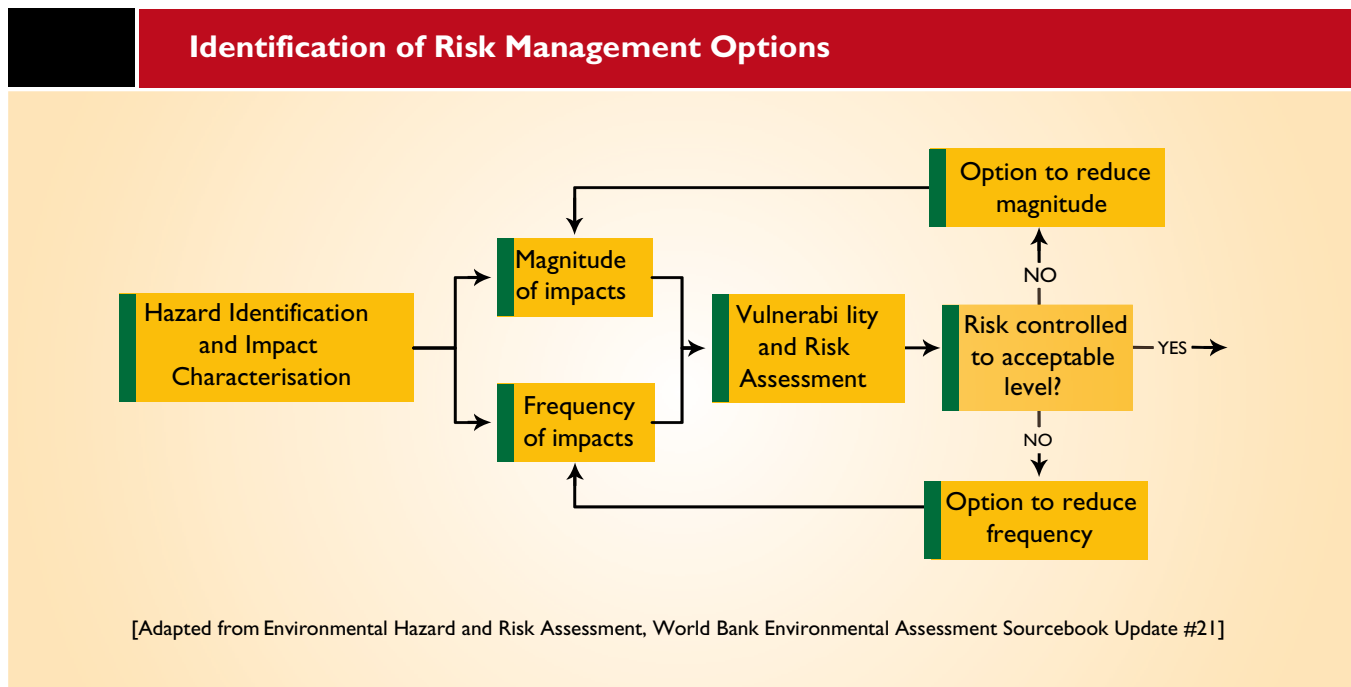 Identification of Risk Management Options
Option to reduce
magnitude
NO
Magnitude
of impacts
Hazard Identification
and Impact
Characterisation
Vulnerabi lity
and Risk
Assessment
Risk controlled
to acceptable
level?
YES
Frequency
of impacts
NO
Option to reduce
frequency
[Adapted from Environmental Hazard and Risk Assessment, World Bank Environmental Assessment Sourcebook Update #21]